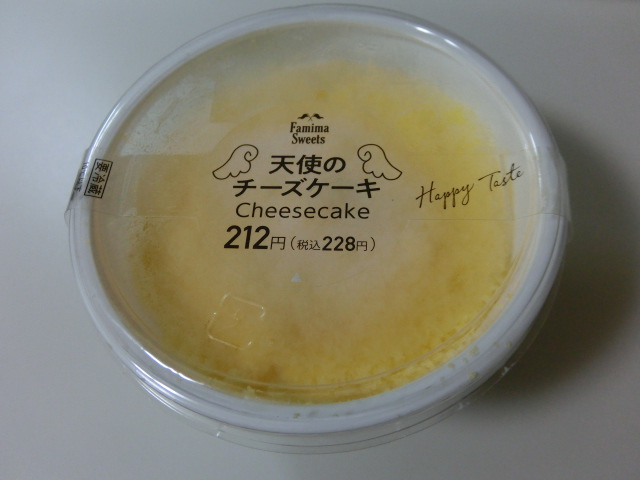 Famima
Sweets
天使の
チーズケーキ
Cheesecake
212円(税込228円)
Happy Taste
要冷蔵